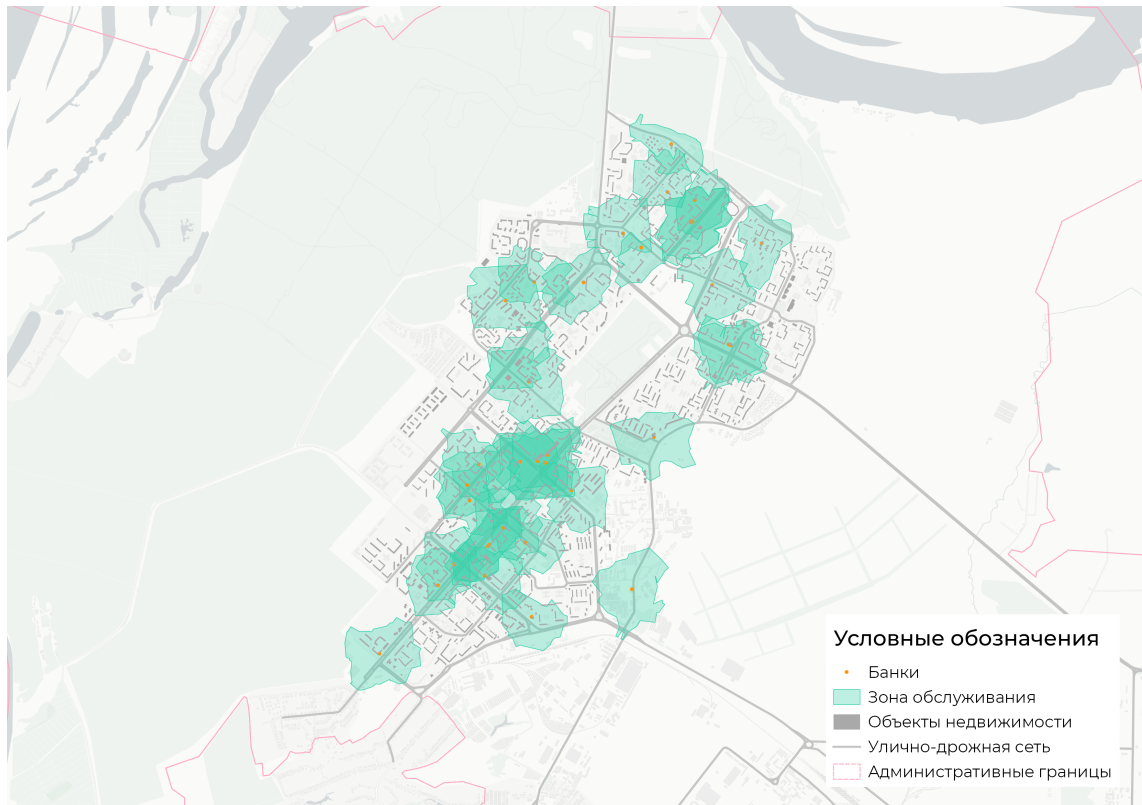 Условные обозначения
Банки
Зона обслуживания
Объекты недвижимости
Улично-дрожная сеть
Административные границы